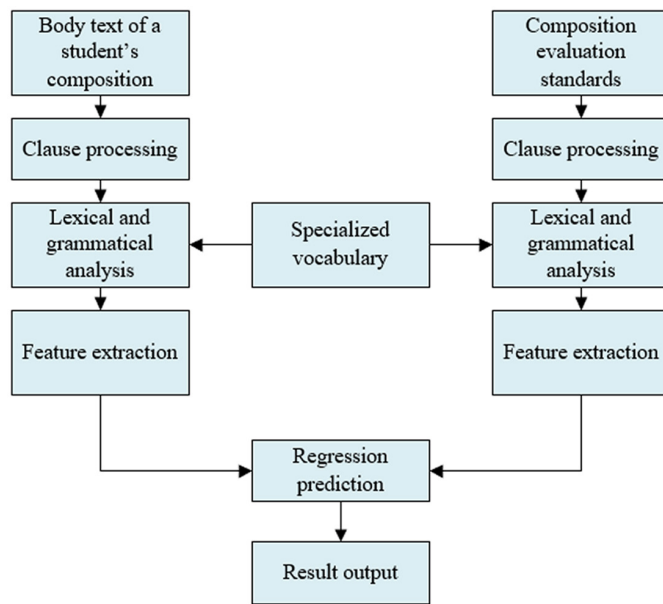 Body text of a
student’s
composition
Composition
evaluation
standards
Clause processing
Clause processing
Lexical and
grammatical
analysis
Specialized
vocabulary
Lexical and
grammatical
analysis
Feature extraction
Feature extraction
Regression
prediction
Result output